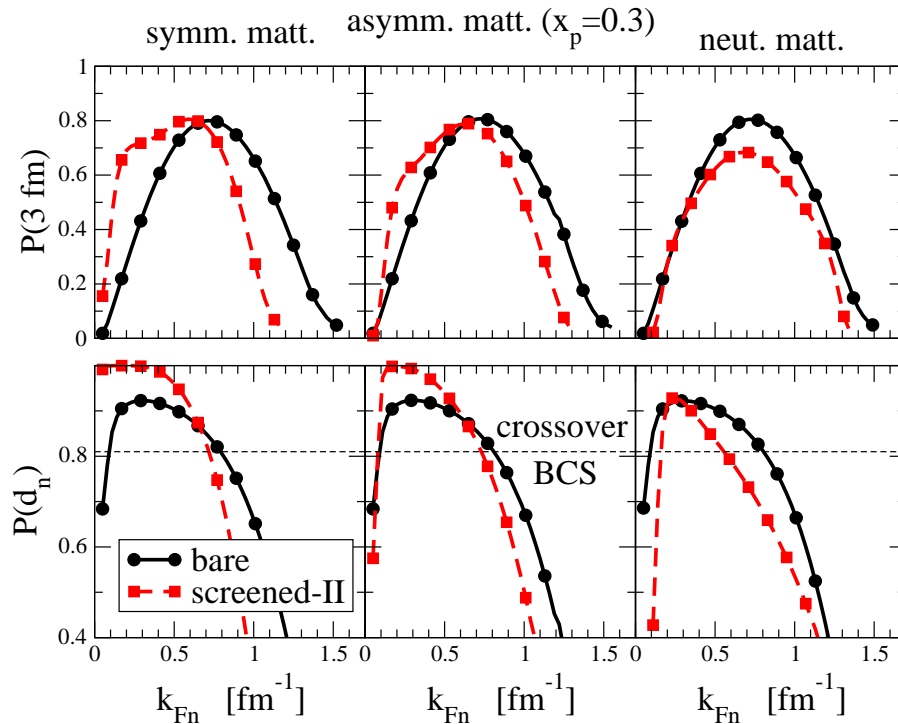 symm. matt.
asymm. matt. (x_p=0.3)
neut. matt.
P(3 fm)
1
0.8
0.6
0.4
0.2
0
P(d_n)
1
0.8
0.6
0.4
crossover
BCS
bare
screened-II
0 0.5 1 1.5
0 0.5 1 1.5
0 0.5 1 1.5
k_Fn [fm^-1]
k_Fn [fm^-1]
k_Fn [fm^-1]